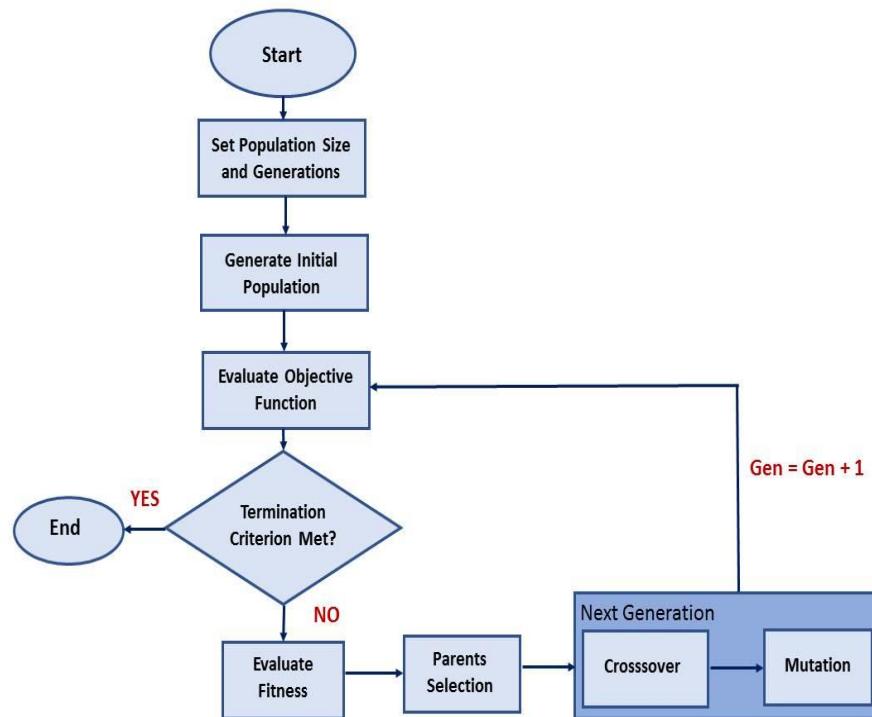 Start
Set Population Size
and Generations
Generate Initial
Population
Evaluate Objective
Function
Gen = Gen + 1
YES
Termination
Criterion Met?
End
NO
Next Generation
Evaluate
Fitness
Parents
Selection
Crosssover
Mutation